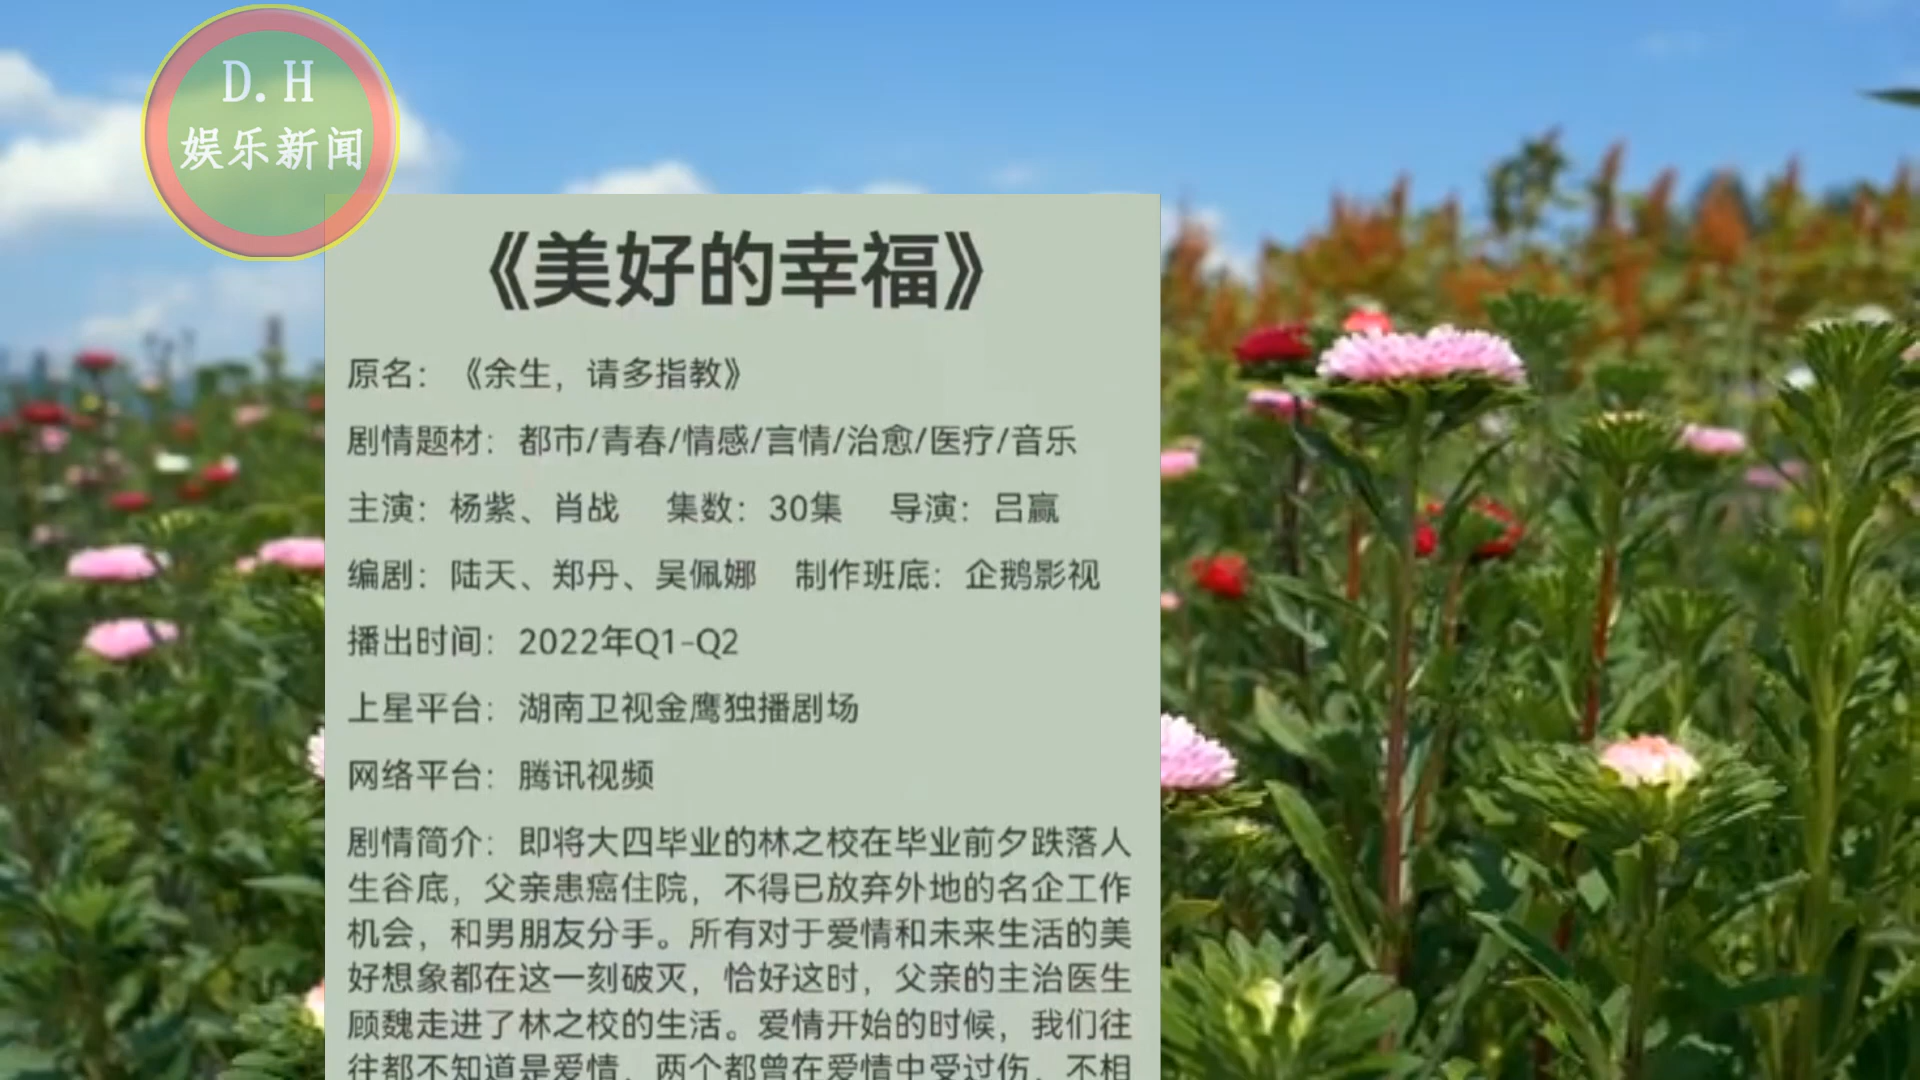 D.H
娱乐新闻
《美好的幸福》
原名：《余生，请多指教》
剧情题材：都市/青春/情感/言情/治愈/医疗/音乐
主演：杨紫、肖战 集数：30集 导演：吕赢
编剧：陆天、郑丹、吴佩娜 制作班底：企鹅影视
播出时间：2022年Q1-Q2
上星平台：湖南卫视金鹰独播剧场
网络平台：腾讯视频
剧情简介：即将大四毕业的林之校在毕业前夕跌落人
生谷底，父亲患癌住院，不得已放弃外地的名企工作
机会，和男朋友分手。所有对于爱情和未来生活的美
好想象都在这一刻破灭，恰好这时，父亲的主治医生
顾魏走进了林之校的生活。爱情开始的时候，我们往
往都不知道是爱情，两个都曾在爱情中受过伤，不相